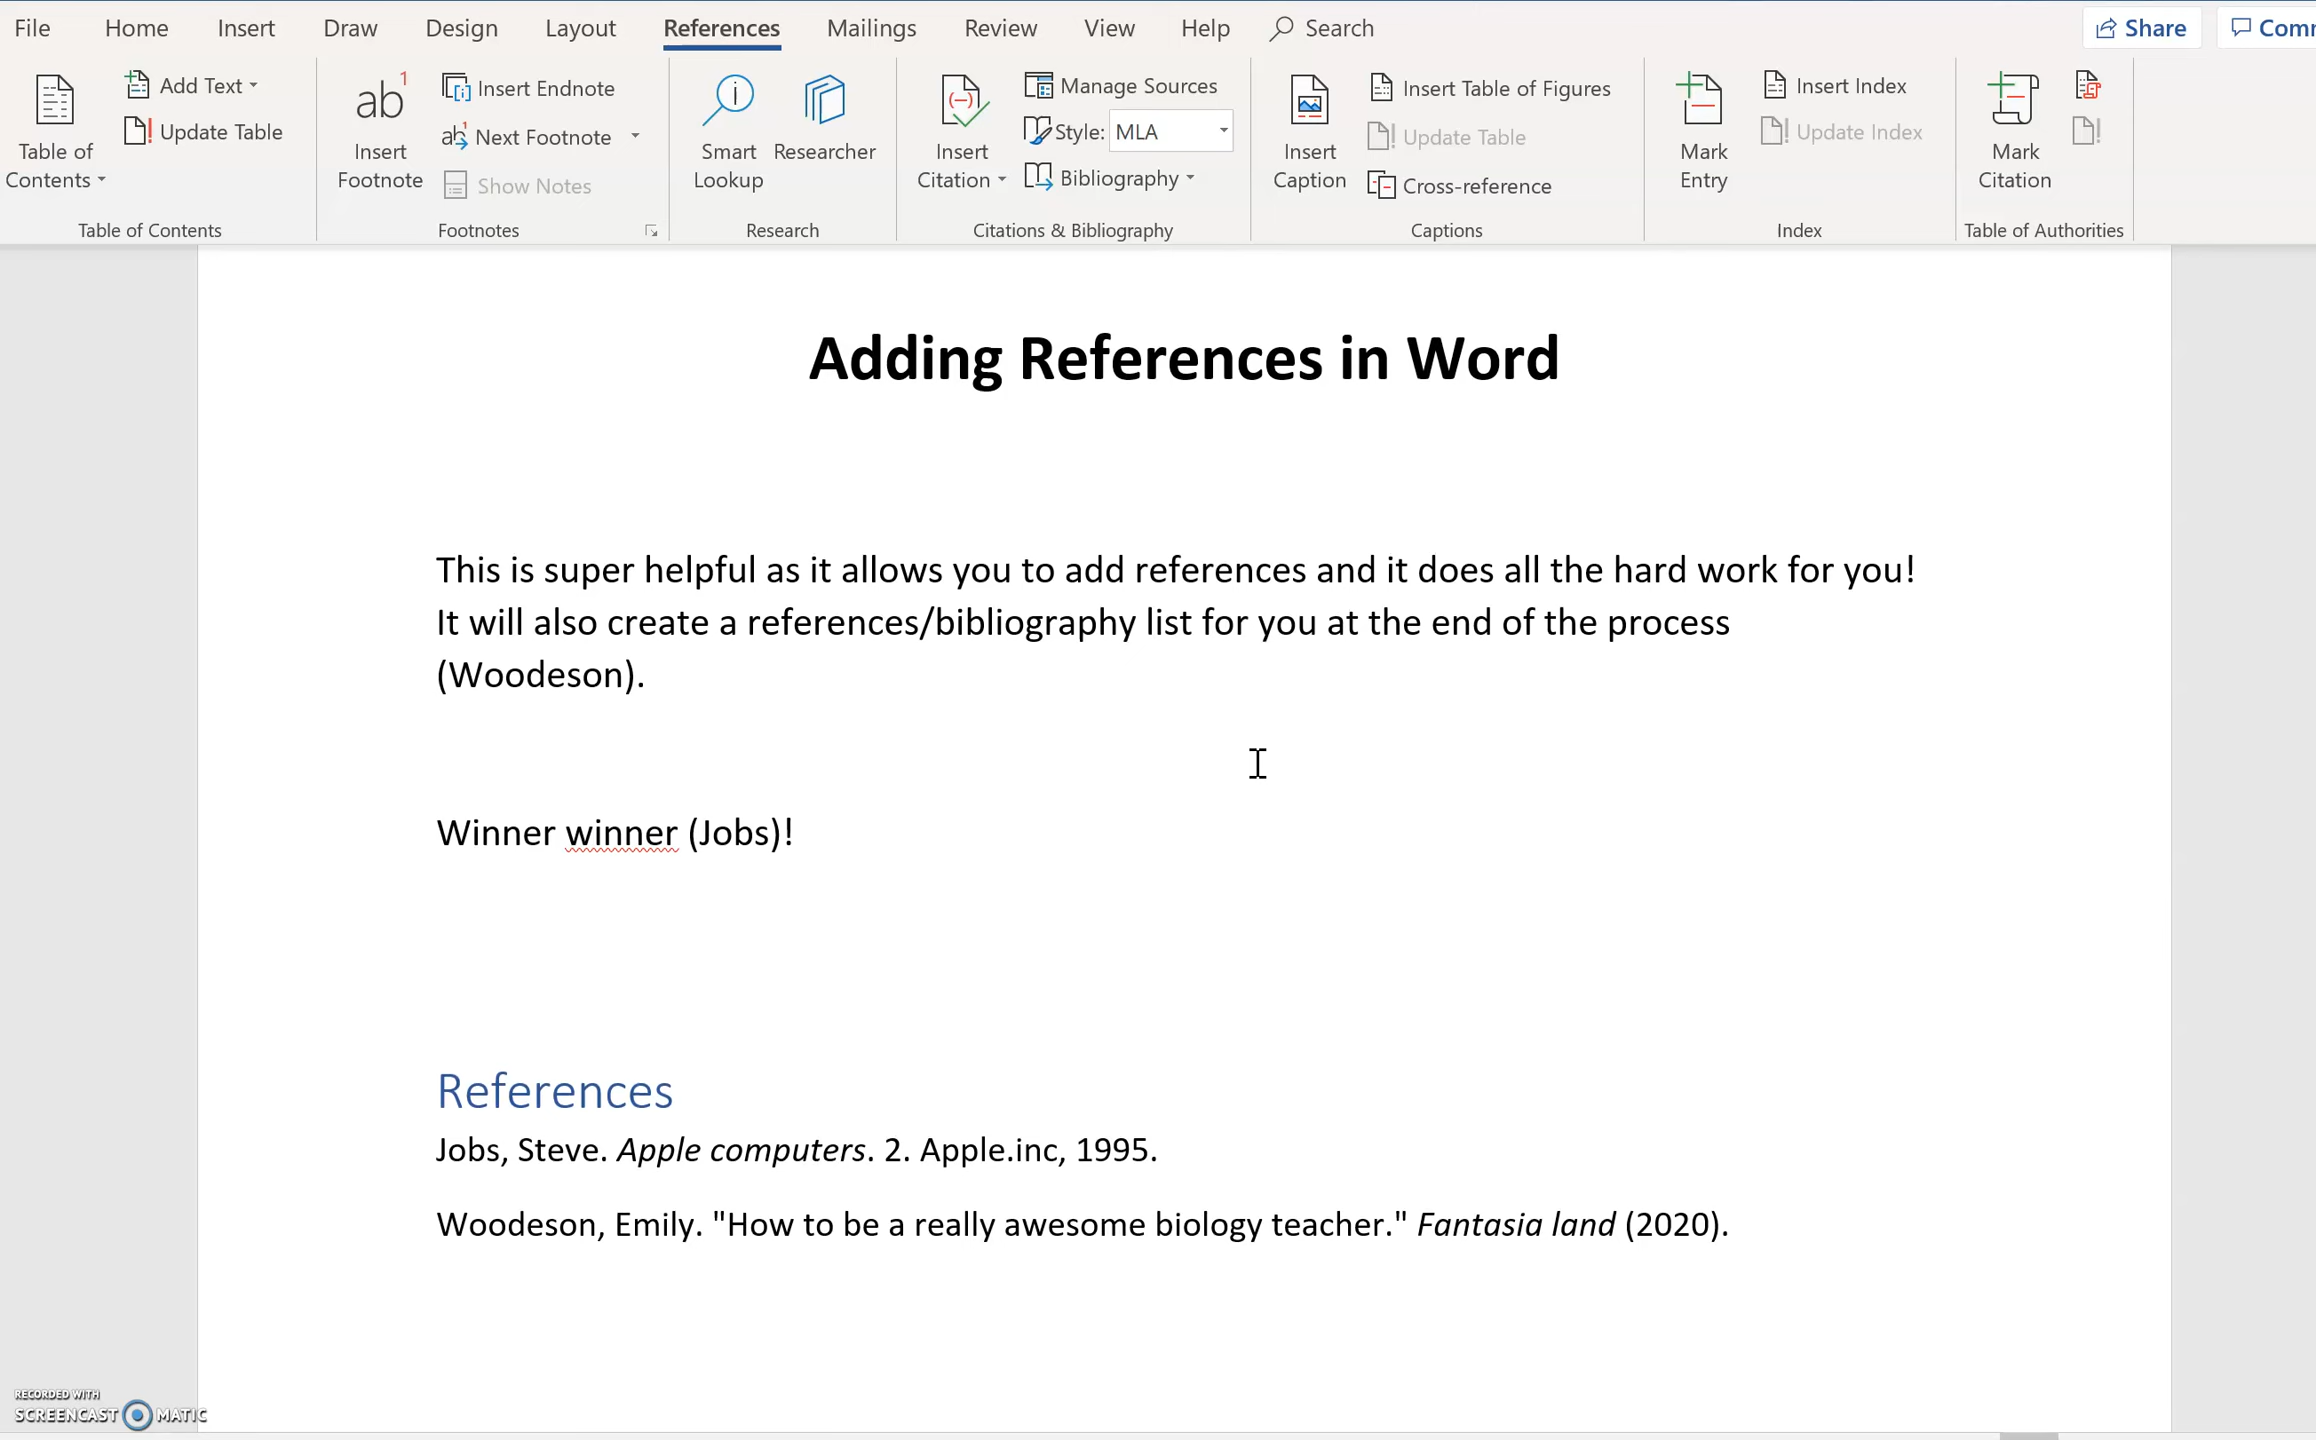 File Home Insert Draw Design Layout References Mailings Review View Help Search Share
Table of Contents
Add Text
Update Table
Table of Contents
ab1
Insert Footnote
Insert Endnote
ab1 Next Footnote
Show Notes
Footnotes
Smart Lookup
Researcher
Research
Insert Citation
Manage Sources
Style: MLA
Bibliography
Citations & Bibliography
Insert Caption
Insert Table of Figures
Update Table
Cross-reference
Captions
Mark Entry
Insert Index
Update Index
Index
Mark Citation
Table of Authorities
Adding References in Word
This is super helpful as it allows you to add references and it does all the hard work for you!
It will also create a references/bibliography list for you at the end of the process
(Woodeson).
Winner winner (Jobs)!
References
Jobs, Steve. Apple computers. 2. Apple.inc, 1995.
Woodeson, Emily. "How to be a really awesome biology teacher." Fantasia land (2020).
RECORDED WITH
SCREENCAST MATIC